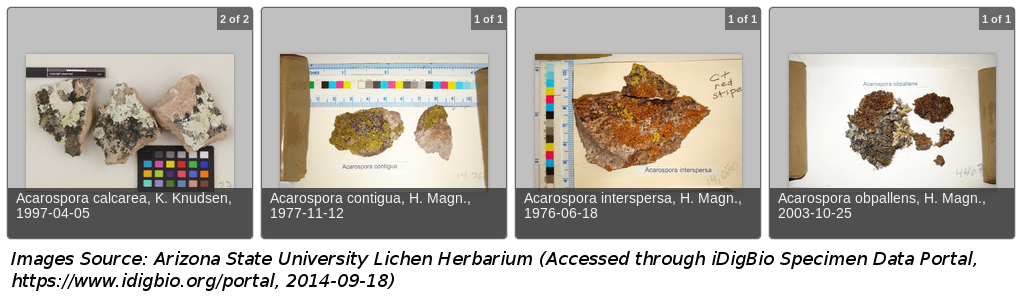 2 of 2
1 of 1
1 of 1
1 of 1
Acarospora contigua
C+
red
stipe
Acarospora interspersa
Acarospora obpallens
Acarospora calcarea, K. Knudsen,
1997-04-05
Acarospora contigua, H. Magn.,
1977-11-12
Acarospora interspersa, H. Magn.,
1976-06-18
Acarospora obpallens, H. Magn.,
2003-10-25
Images Source: Arizona State University Lichen Herbarium (Accessed through iDigBio Specimen Data Portal,
https://www.idigbio.org/portal, 2014-09-18)